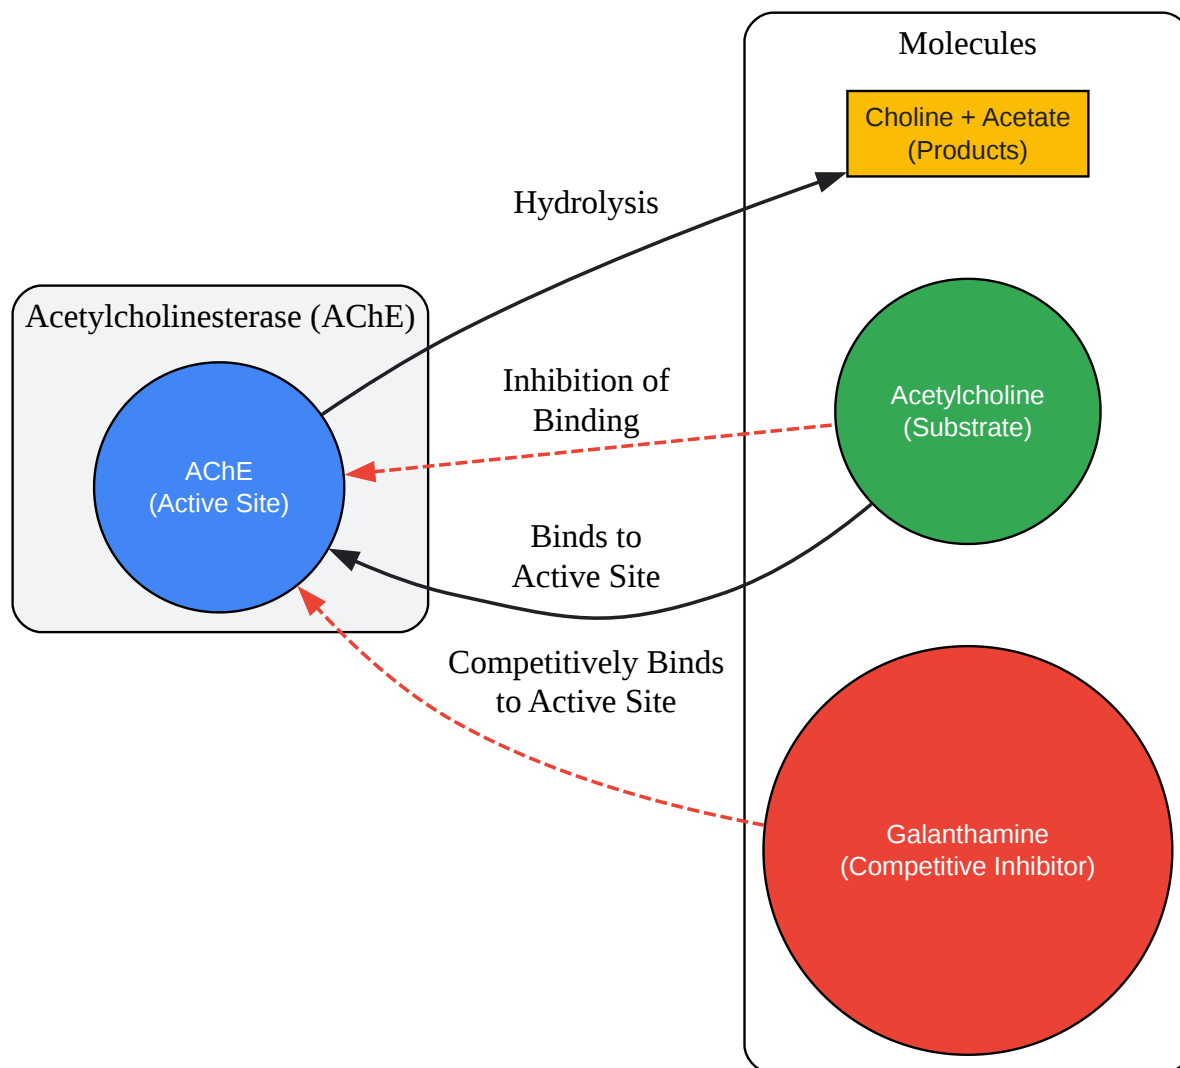 Molecules
Choline + Acetate
(Products)
Hydrolysis
Acetylcholinesterase (AChE)
Inhibition of
Binding
Acetylcholine
(Substrate)
AChE
(Active Site)
Binds to
Active Site
Competitively Binds
to Active Site
Galanthamine
(Competitive Inhibitor)